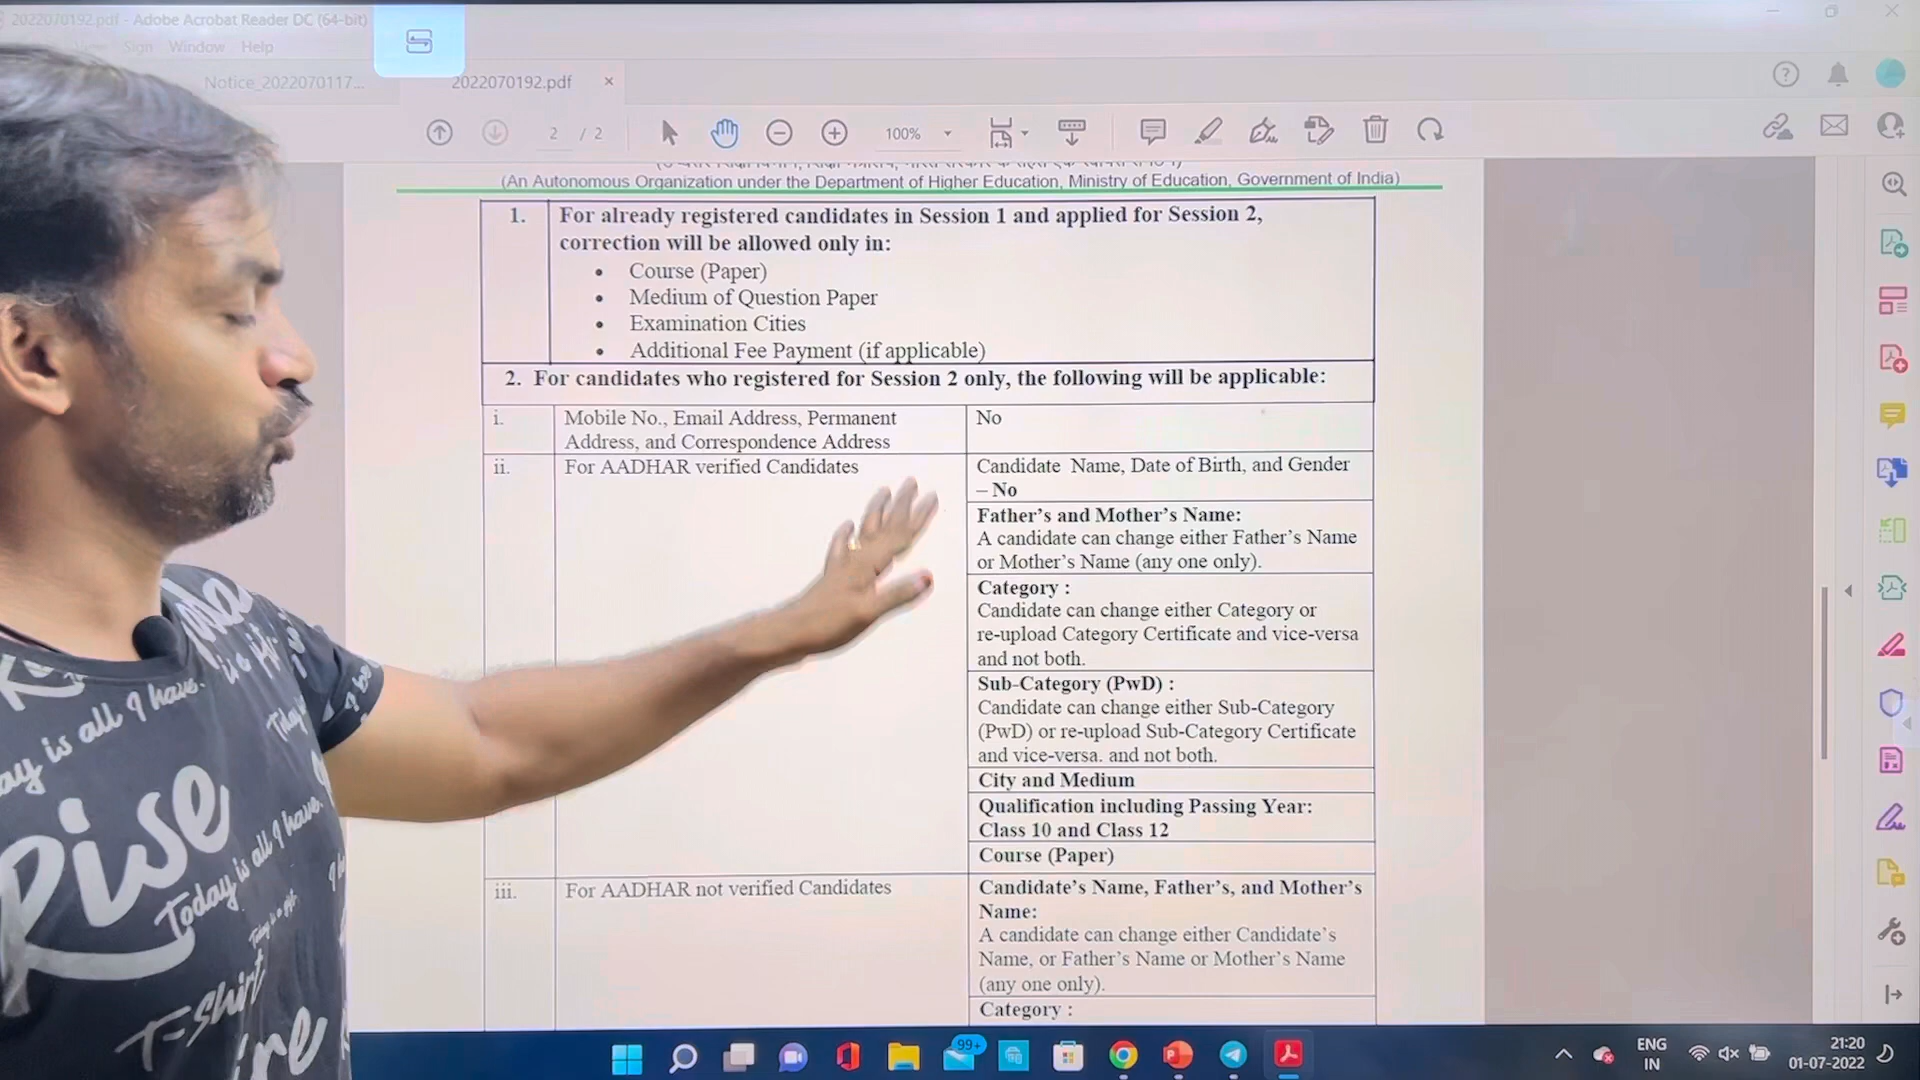 2022070192.pdf - Adobe Acrobat Reader DC (64-bit)
Sign Window Help
Notice_2022070117...
2022070192.pdf
2 / 2
100%
(An Autonomous Organization under the Department of Higher Education, Ministry of Education, Government of India)
1. For already registered candidates in Session 1 and applied for Session 2,
correction will be allowed only in:
• Course (Paper)
• Medium of Question Paper
• Examination Cities
• Additional Fee Payment (if applicable)
2. For candidates who registered for Session 2 only, the following will be applicable:
i. Mobile No., Email Address, Permanent
Address, and Correspondence Address
No
ii. For AADHAR verified Candidates
Candidate Name, Date of Birth, and Gender
– No
Father's and Mother's Name:
A candidate can change either Father's Name
or Mother's Name (any one only).
Category :
Candidate can change either Category or
re-upload Category Certificate and vice-versa
and not both.
Sub-Category (PwD) :
Candidate can change either Sub-Category
(PwD) or re-upload Sub-Category Certificate
and vice-versa. and not both.
City and Medium
Qualification including Passing Year:
Class 10 and Class 12
Course (Paper)
iii. For AADHAR not verified Candidates
Candidate's Name, Father's, and Mother's
Name:
A candidate can change either Candidate's
Name, or Father's Name or Mother's Name
(any one only).
Category :
is all I have.
Rise
Today is all I have.
T-shirt
99+
ENG
IN
21:20
01-07-2022